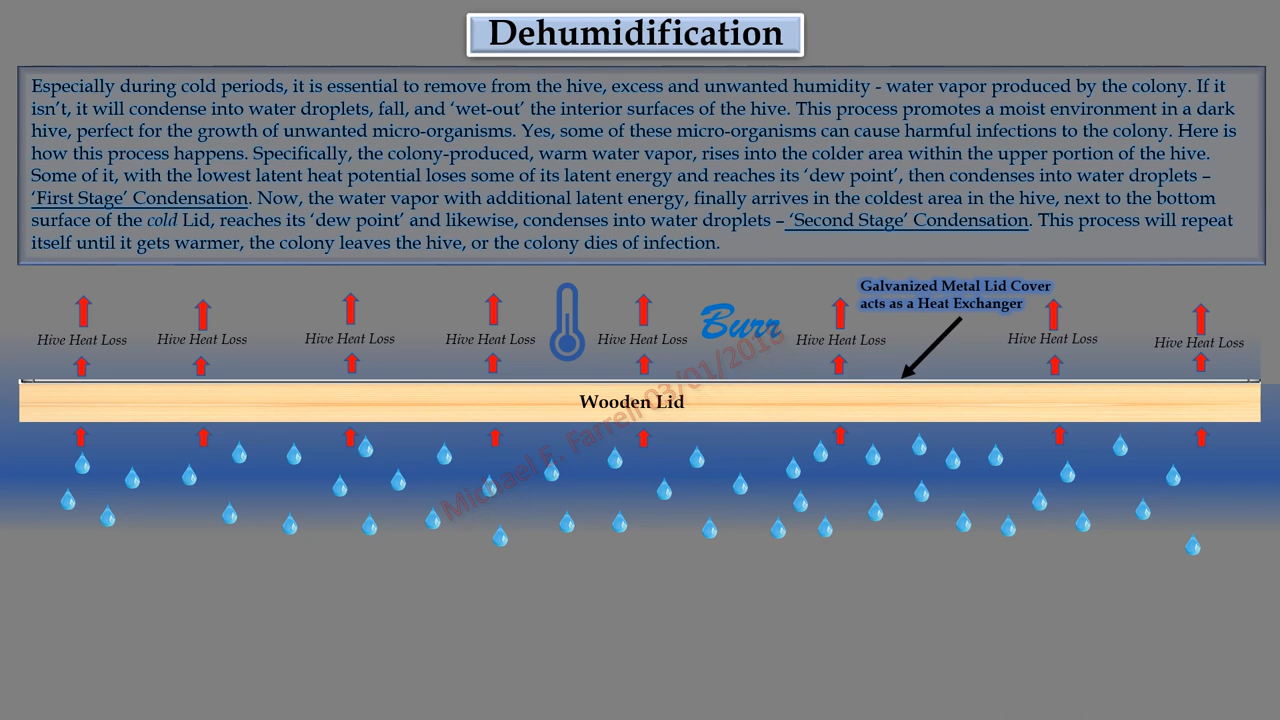 Dehumidification
Especially during cold periods, it is essential to remove from the hive, excess and unwanted humidity - water vapor produced by the colony. If it
isn't, it will condense into water droplets, fall, and 'wet-out' the interior surfaces of the hive. This process promotes a moist environment in a dark
hive, perfect for the growth of unwanted micro-organisms. Yes, some of these micro-organisms can cause harmful infections to the colony. Here is
how this process happens. Specifically, the colony-produced, warm water vapor, rises into the colder area within the upper portion of the hive.
Some of it, with the lowest latent heat potential loses some of its latent energy and reaches its 'dew point', then condenses into water droplets –
'First Stage' Condensation. Now, the water vapor with additional latent energy, finally arrives in the coldest area in the hive, next to the bottom
surface of the cold Lid, reaches its 'dew point' and likewise, condenses into water droplets – 'Second Stage' Condensation. This process will repeat
itself until it gets warmer, the colony leaves the hive, or the colony dies of infection.
Galvanized Metal Lid Cover
acts as a Heat Exchanger
Burr
Hive Heat Loss
Hive Heat Loss
Hive Heat Loss
Hive Heat Loss
Hive Heat Loss
Hive Heat Loss
Hive Heat Loss
Hive Heat Loss
Wooden Lid
Michael E. Farrell 03/01/2016